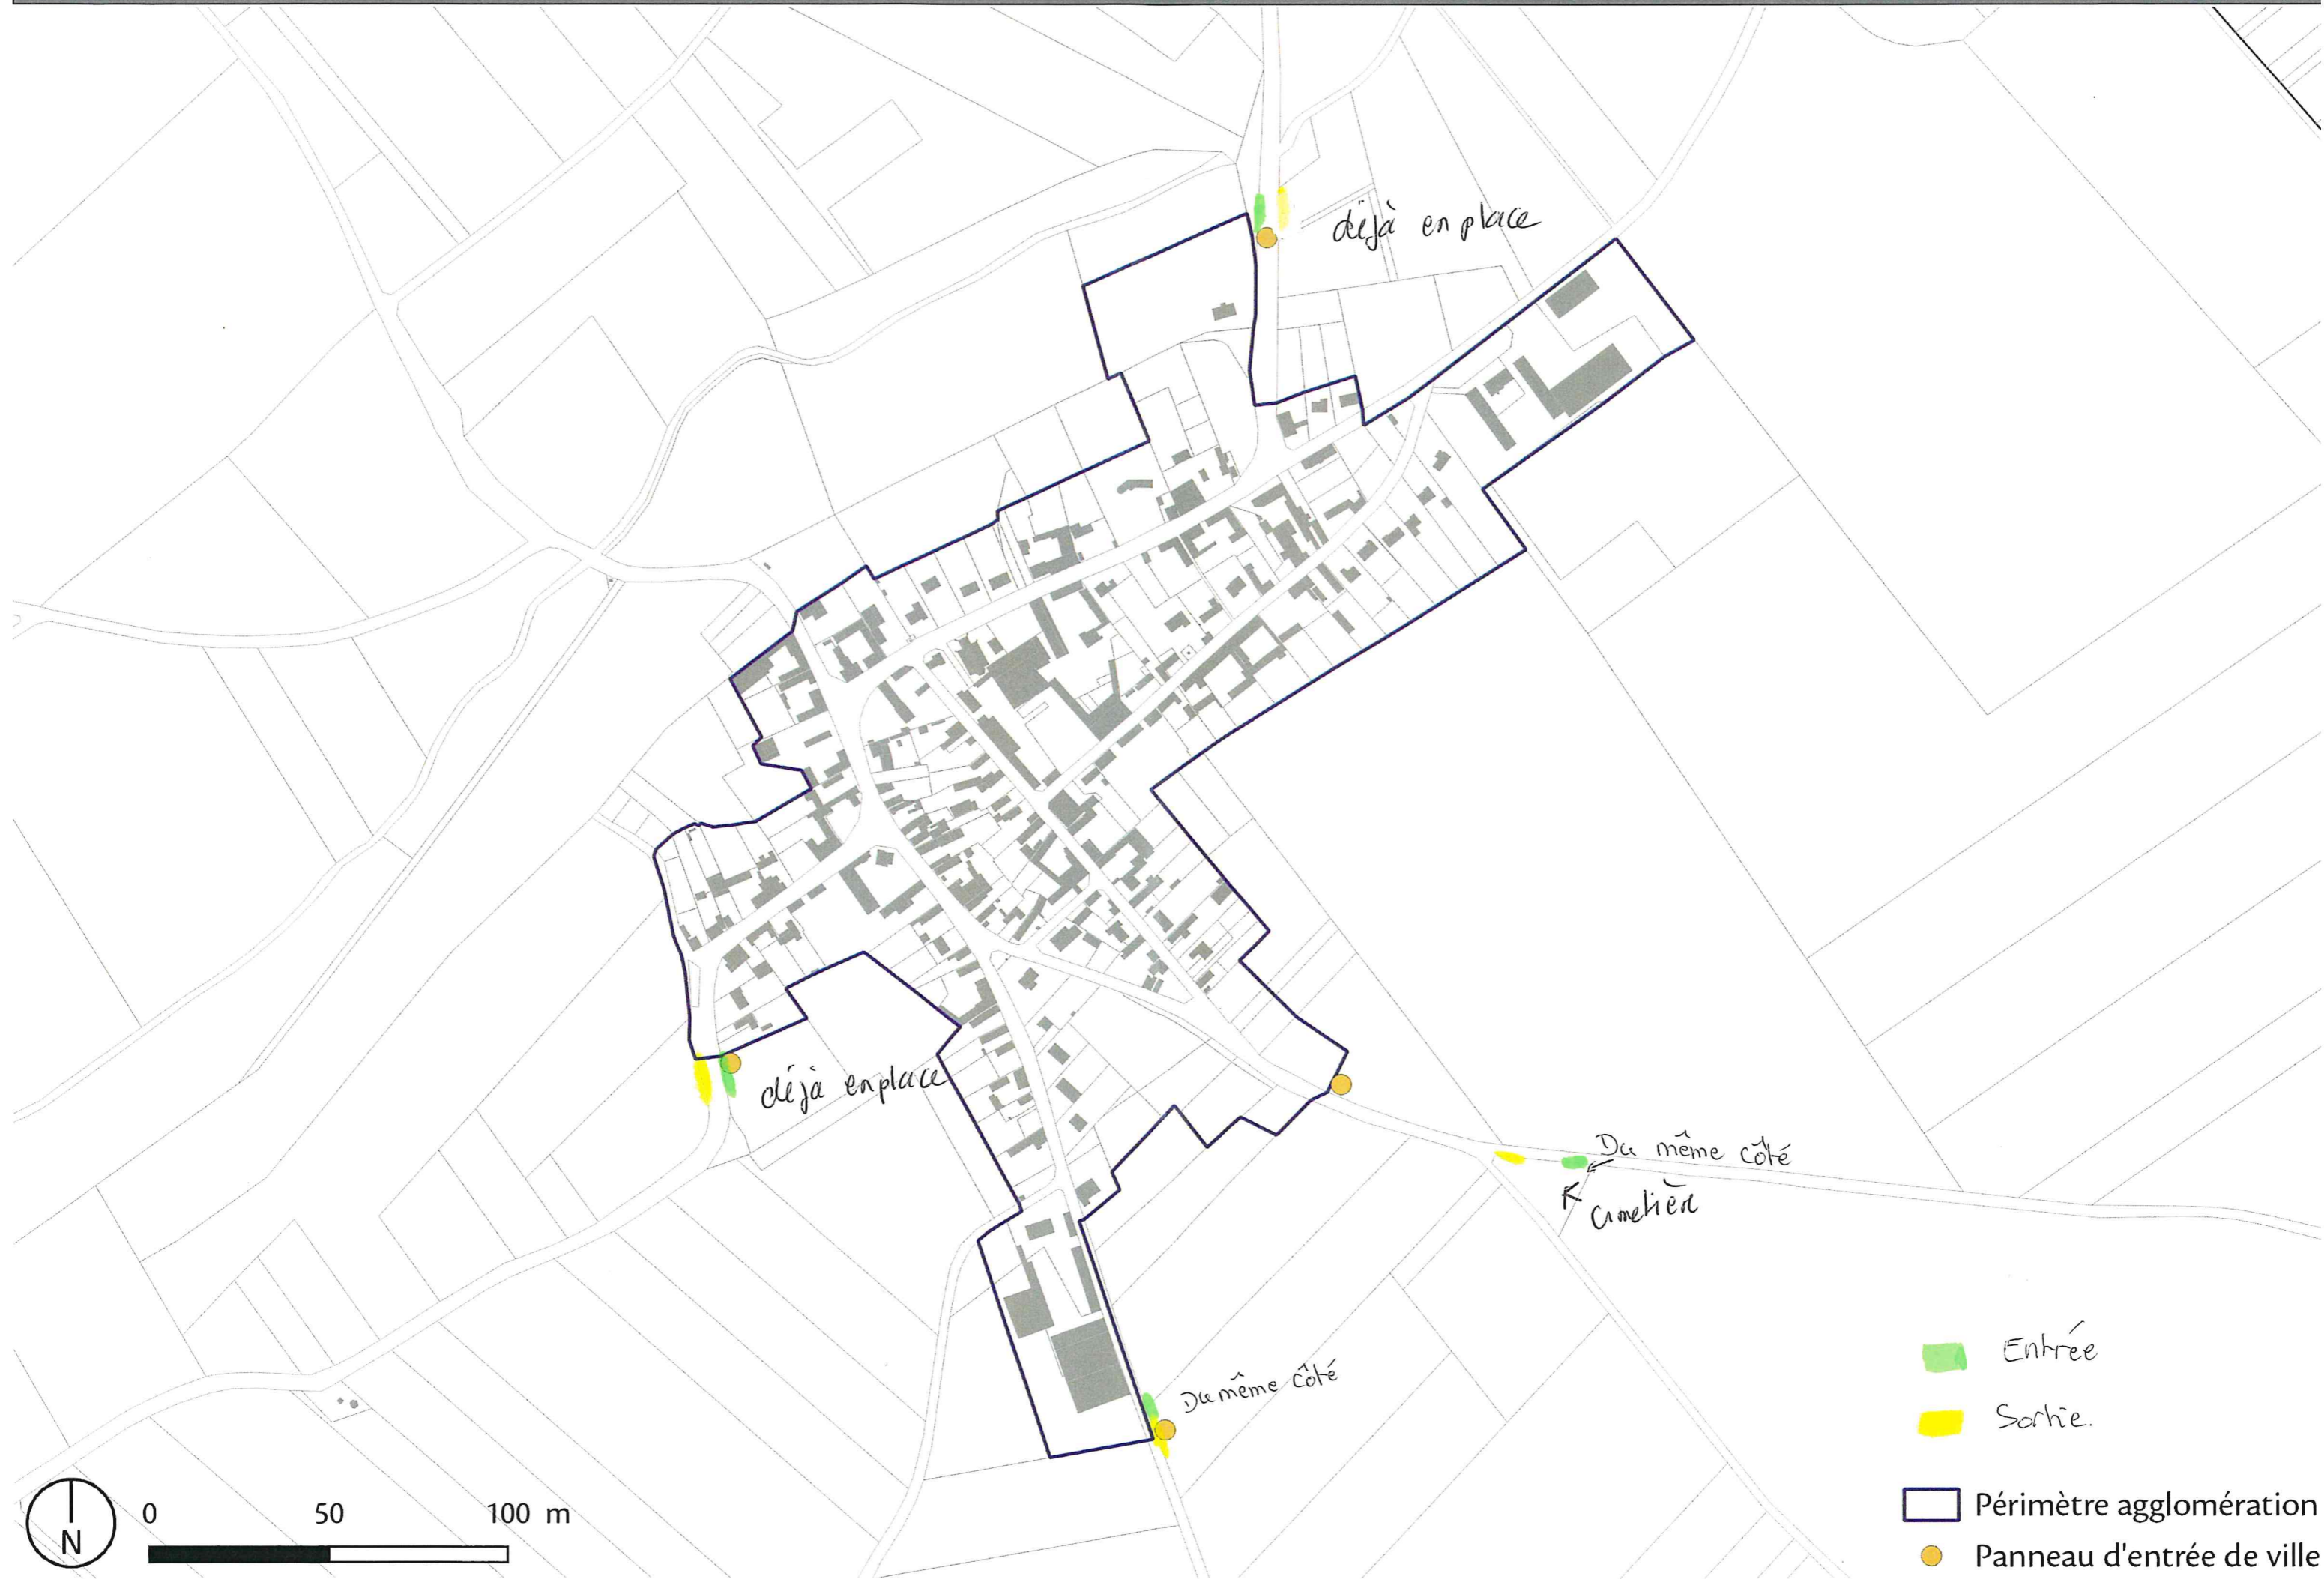 déjà en place
déjà en place
Du même côté
Cimetière
Du même côté
Entrée
Sortie.
Périmètre agglomération
Panneau d'entrée de ville
0 50 100 m
N